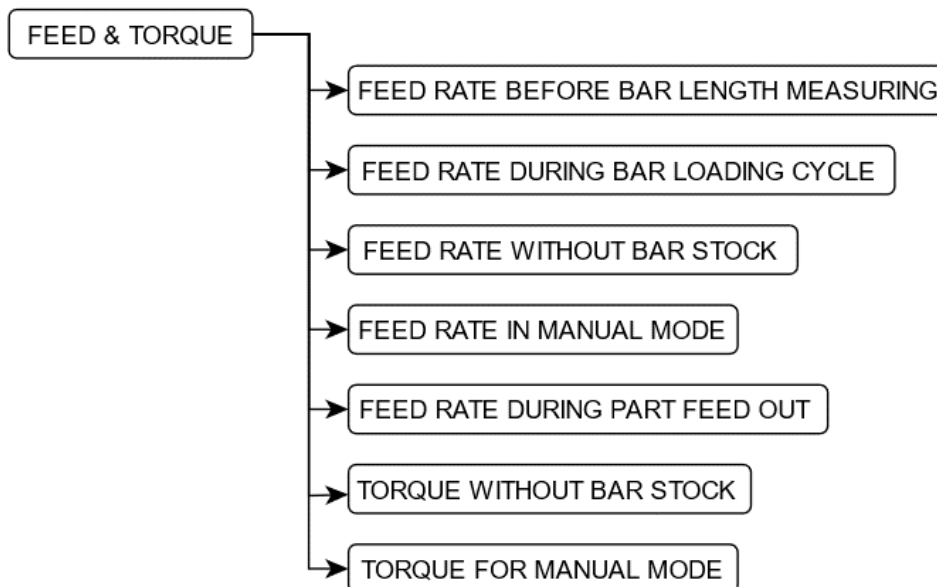 FEED & TORQUE
FEED RATE BEFORE BAR LENGTH MEASURING
FEED RATE DURING BAR LOADING CYCLE
FEED RATE WITHOUT BAR STOCK
FEED RATE IN MANUAL MODE
FEED RATE DURING PART FEED OUT
TORQUE WITHOUT BAR STOCK
TORQUE FOR MANUAL MODE